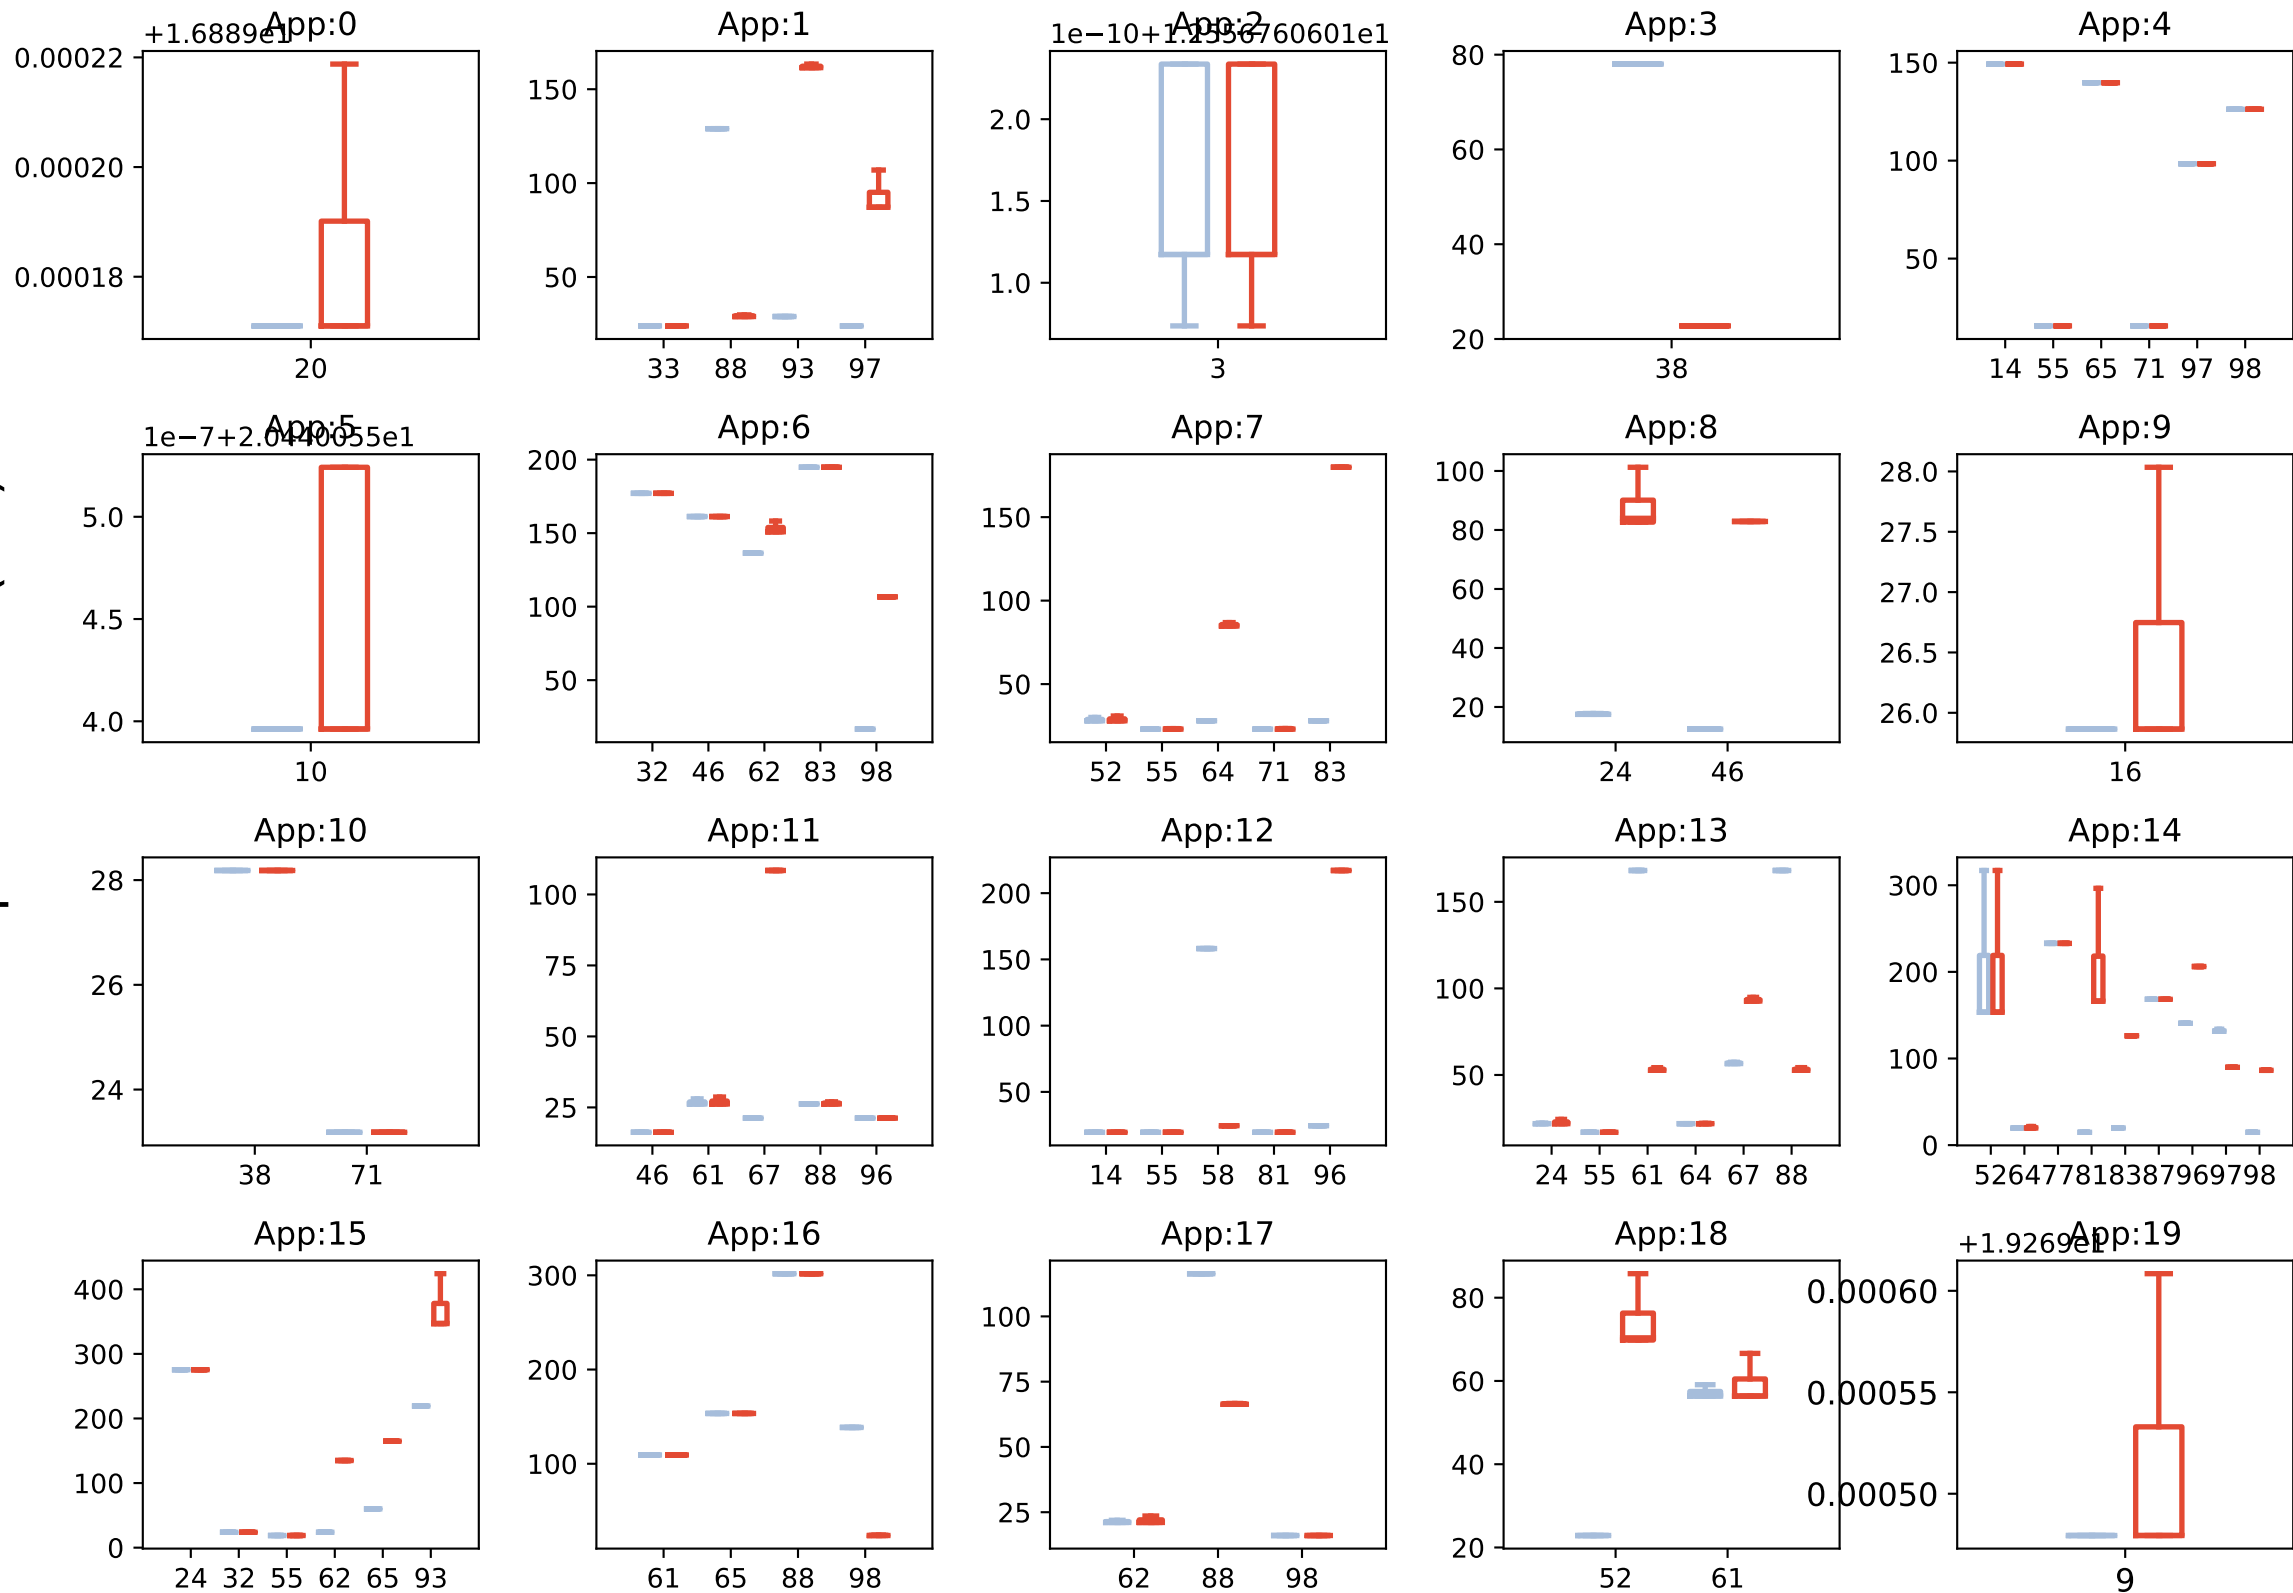 App:0 App:1 App:2 App:3 App:4
+1.6889e1 1e−10+1.2556760601e1
0.00022 0.00020 0.00018
20
150 100 50
33 88 93 97
2.0 1.5 1.0
3
80 60 40 20
38
150 100 50
14 55 65 71 97 98
App:5 App:6 App:7 App:8 App:9
1e−7+2.0440055e1
5.0 4.5 4.0
10
200 150 100 50
32 46 62 83 98
150 100 50
52 55 64 71 83
100 80 60 40 20
24 46
28.0 27.5 27.0 26.5 26.0
16
App:10 App:11 App:12 App:13 App:14
28 26 24
38 71
100 75 50 25
46 61 67 88 96
200 150 100 50
14 55 58 81 96
150 100 50
24 55 61 64 67 88
300 200 100 0
52 64 77 81 83 87 96 97 98
App:15 App:16 App:17 App:18 App:19
+1.9269e1
400 300 200 100 0
24 32 55 62 65 93
300 200 100
61 65 88 98
100 75 50 25
62 88 98
80 60 40 20
52 61
0.00060 0.00055 0.00050
9